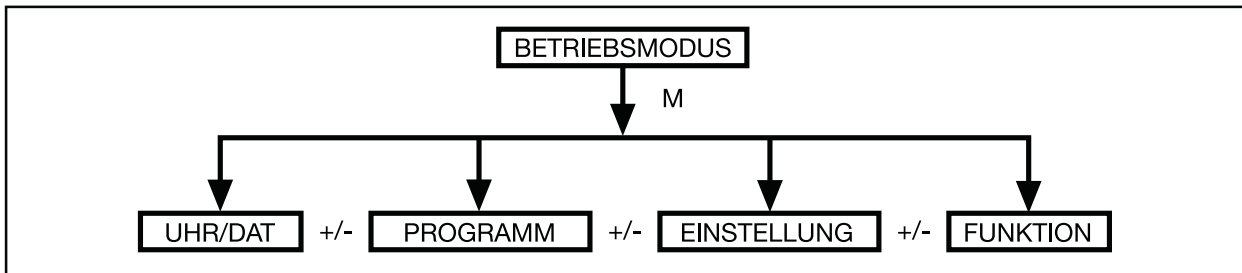 BETRIEBSMODUS
M
UHR/DAT +/- PROGRAMM +/- EINSTELLUNG +/- FUNKTION